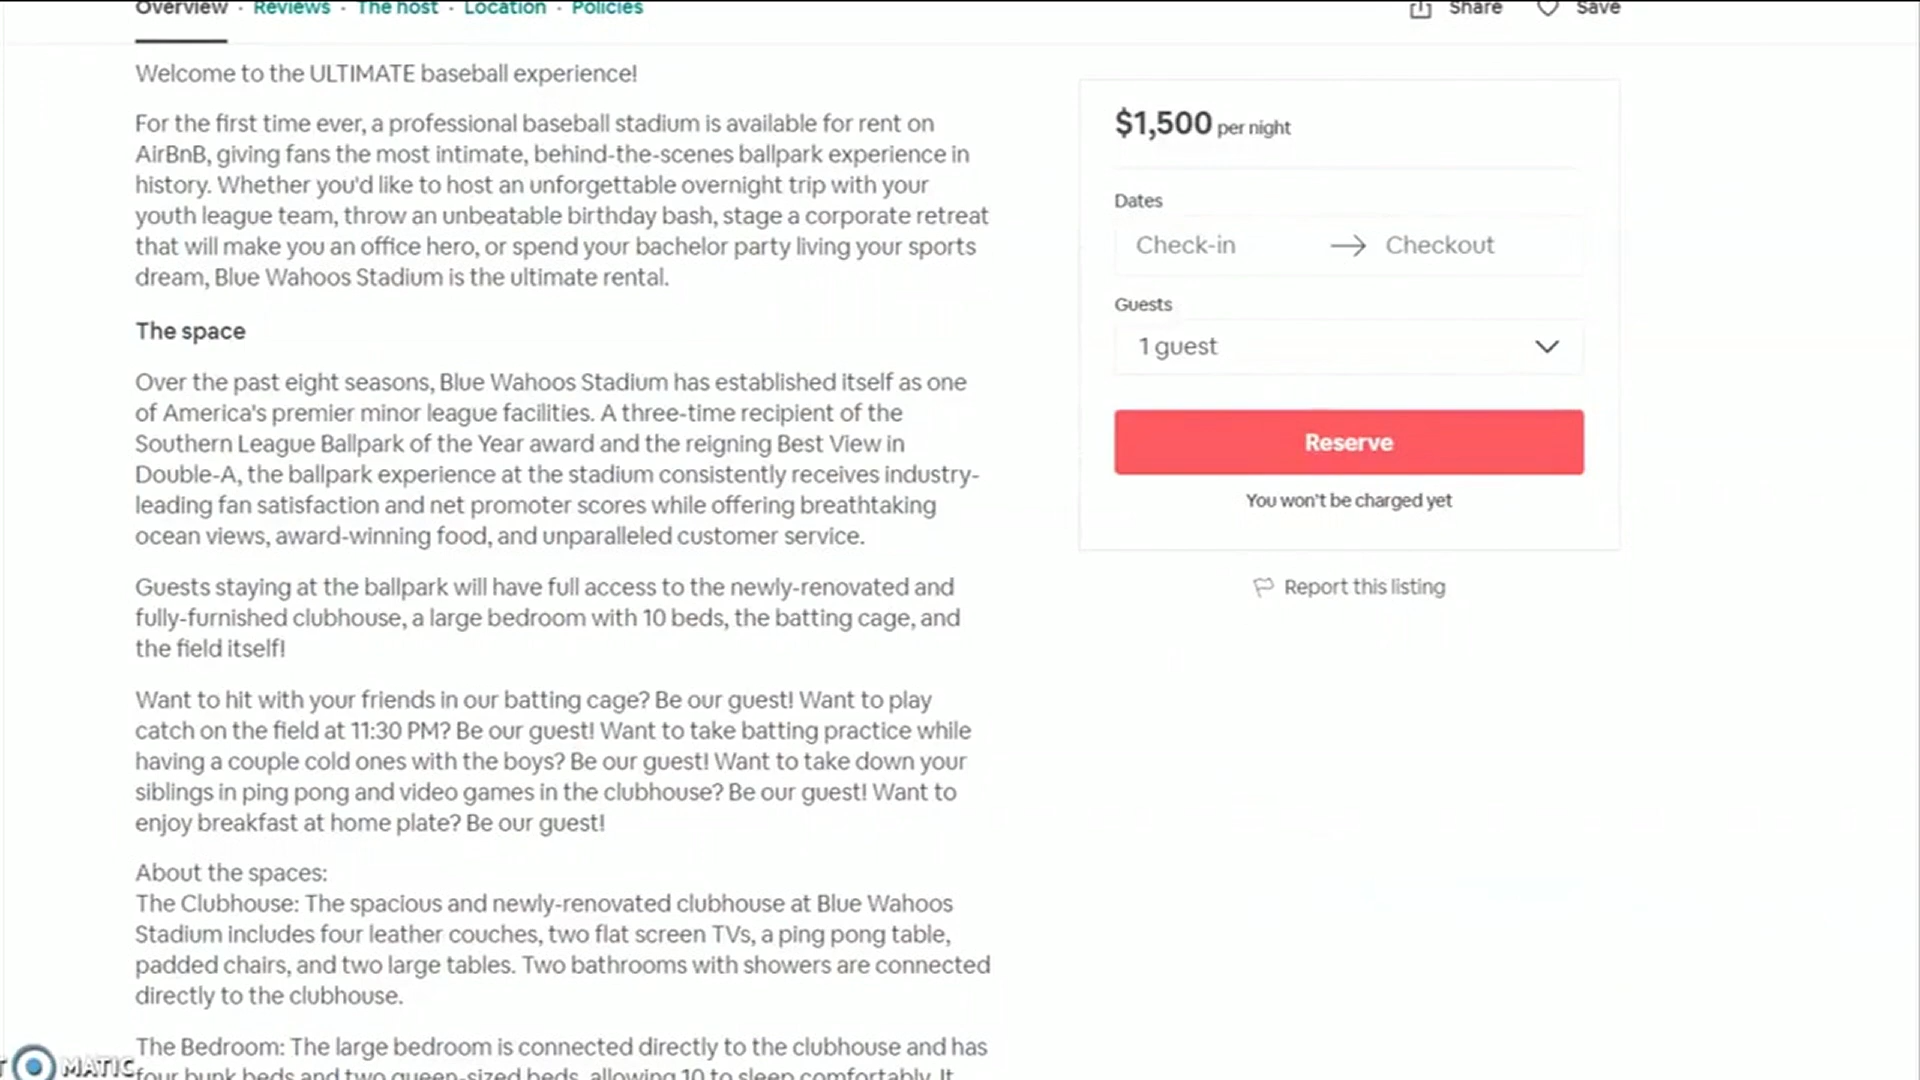 Overview · Reviews · The host · Location · Policies
Share Save
Welcome to the ULTIMATE baseball experience!
For the first time ever, a professional baseball stadium is available for rent on
AirBnB, giving fans the most intimate, behind-the-scenes ballpark experience in
history. Whether you'd like to host an unforgettable overnight trip with your
youth league team, throw an unbeatable birthday bash, stage a corporate retreat
that will make you an office hero, or spend your bachelor party living your sports
dream, Blue Wahoos Stadium is the ultimate rental.
The space
Over the past eight seasons, Blue Wahoos Stadium has established itself as one
of America's premier minor league facilities. A three-time recipient of the
Southern League Ballpark of the Year award and the reigning Best View in
Double-A, the ballpark experience at the stadium consistently receives industry-
leading fan satisfaction and net promoter scores while offering breathtaking
ocean views, award-winning food, and unparalleled customer service.
Guests staying at the ballpark will have full access to the newly-renovated and
fully-furnished clubhouse, a large bedroom with 10 beds, the batting cage, and
the field itself!
Want to hit with your friends in our batting cage? Be our guest! Want to play
catch on the field at 11:30 PM? Be our guest! Want to take batting practice while
having a couple cold ones with the boys? Be our guest! Want to take down your
siblings in ping pong and video games in the clubhouse? Be our guest! Want to
enjoy breakfast at home plate? Be our guest!
About the spaces:
The Clubhouse: The spacious and newly-renovated clubhouse at Blue Wahoos
Stadium includes four leather couches, two flat screen TVs, a ping pong table,
padded chairs, and two large tables. Two bathrooms with showers are connected
directly to the clubhouse.
The Bedroom: The large bedroom is connected directly to the clubhouse and has
four bunk beds and two queen-sized beds, allowing 10 to sleep comfortably. It
$1,500 per night
Dates
Check-in → Checkout
Guests
1 guest
Reserve
You won't be charged yet
Report this listing
MATIC